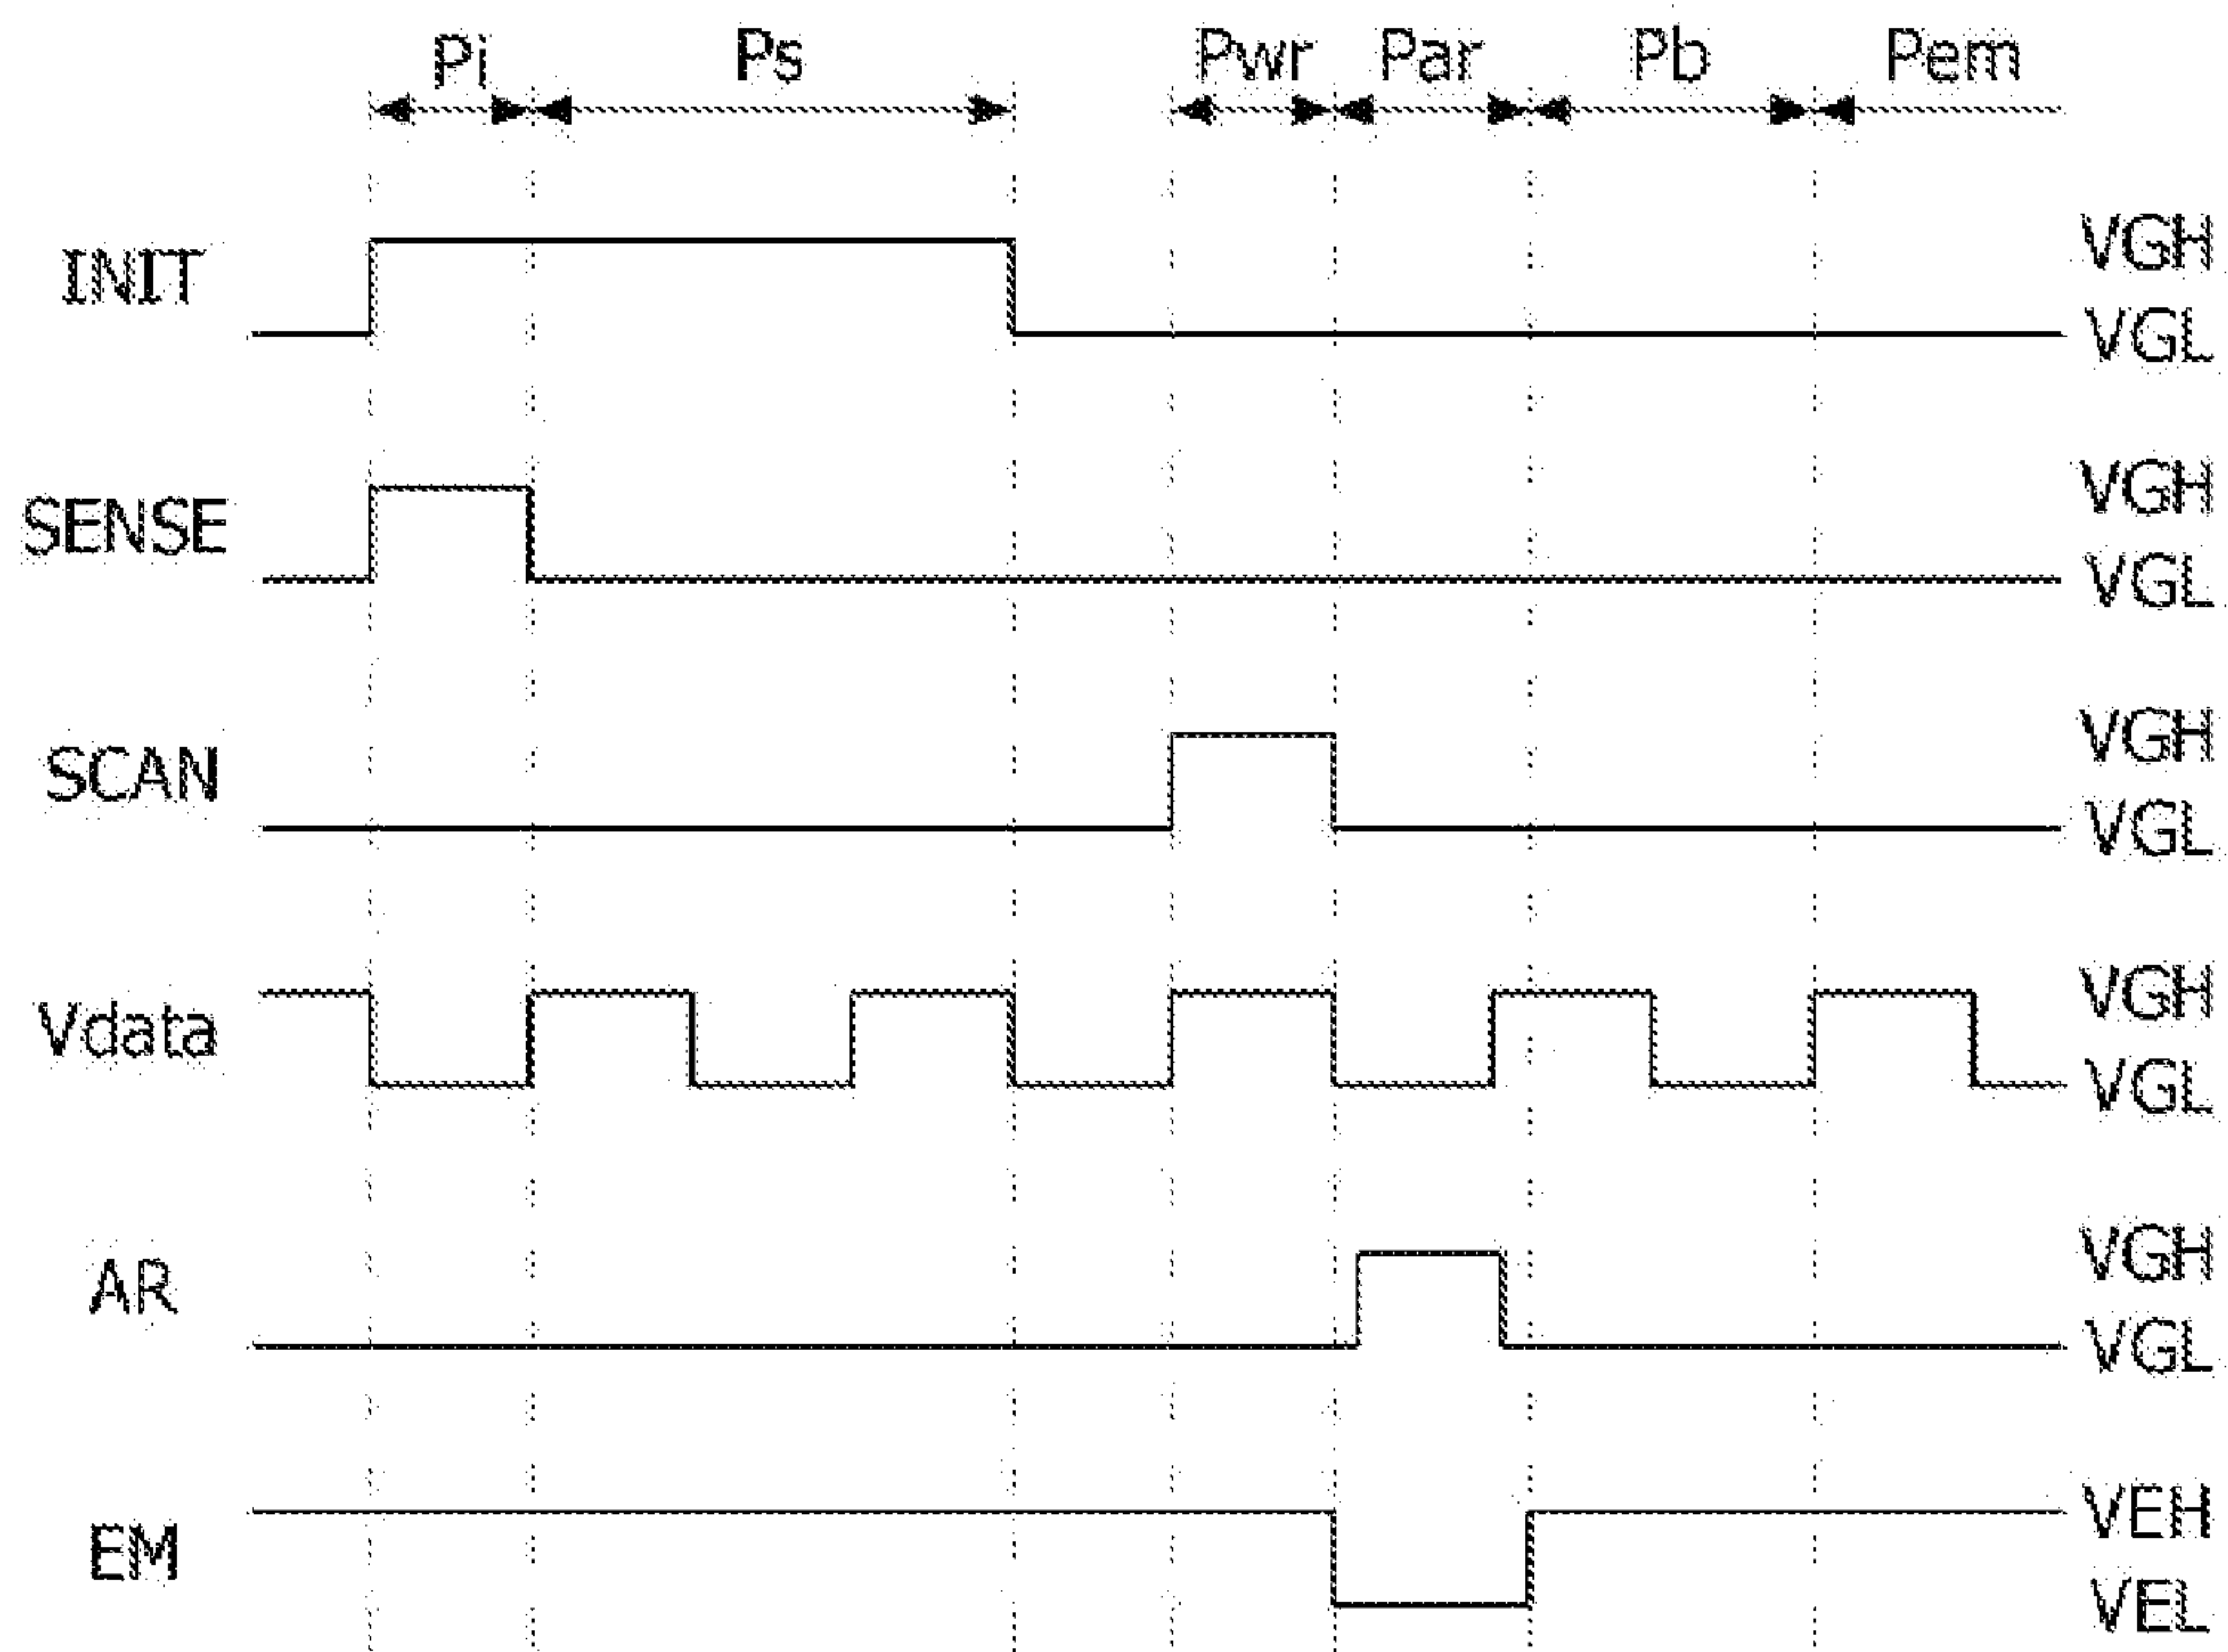 Pi Ps Pwr Par Pb Pem
INIT VGH
VGL
SENSE VGH
VGL
SCAN VGH
VGL
Vdata VGH
VGL
AR VGH
VGL
EM VEH
VEL